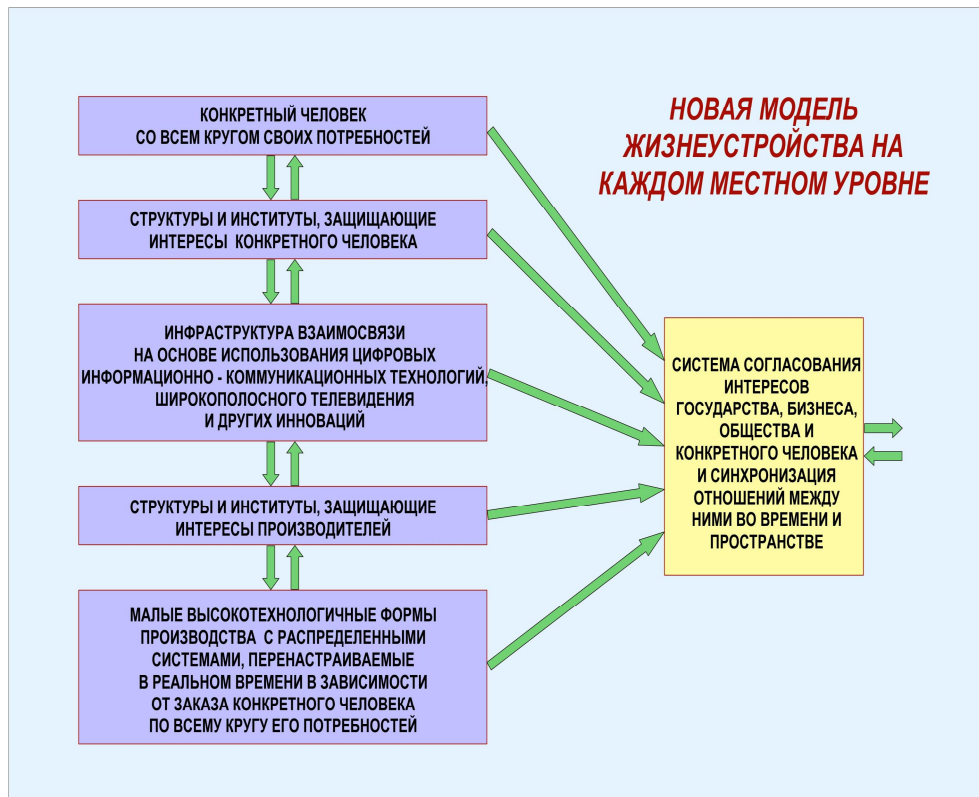 НОВАЯ МОДЕЛЬ
ЖИЗНЕУСТРОЙСТВА НА
КАЖДОМ МЕСТНОМ УРОВНЕ
КОНКРЕТНЫЙ ЧЕЛОВЕК
СО ВСЕМ КРУГОМ СВОИХ ПОТРЕБНОСТЕЙ
СТРУКТУРЫ И ИНСТИТУТЫ, ЗАЩИЩАЮЩИЕ
ИНТЕРЕСЫ КОНКРЕТНОГО ЧЕЛОВЕКА
ИНФРАСТРУКТУРА ВЗАИМОСВЯЗИ
НА ОСНОВЕ ИСПОЛЬЗОВАНИЯ ЦИФРОВЫХ
ИНФОРМАЦИОННО - КОММУНИКАЦИОННЫХ ТЕХНОЛОГИЙ,
ШИРОКОПОЛОСНОГО ТЕЛЕВИДЕНИЯ
И ДРУГИХ ИННОВАЦИЙ
СТРУКТУРЫ И ИНСТИТУТЫ, ЗАЩИЩАЮЩИЕ
ИНТЕРЕСЫ ПРОИЗВОДИТЕЛЕЙ
МАЛЫЕ ВЫСОКОТЕХНОЛОГИЧНЫЕ ФОРМЫ
ПРОИЗВОДСТВА С РАСПРЕДЕЛЕННЫМИ
СИСТЕМАМИ, ПЕРЕНАСТРАИВАЕМЫЕ
В РЕАЛЬНОМ ВРЕМЕНИ В ЗАВИСИМОСТИ
ОТ ЗАКАЗА КОНКРЕТНОГО ЧЕЛОВЕКА
ПО ВСЕМУ КРУГУ ЕГО ПОТРЕБНОСТЕЙ
СИСТЕМА СОГЛАСОВАНИЯ
ИНТЕРЕСОВ
ГОСУДАРСТВА, БИЗНЕСА,
ОБЩЕСТВА И
КОНКРЕТНОГО ЧЕЛОВЕКА
И СИНХРОНИЗАЦИЯ
ОТНОШЕНИЙ МЕЖДУ
НИМИ ВО ВРЕМЕНИ И
ПРОСТРАНСТВЕ